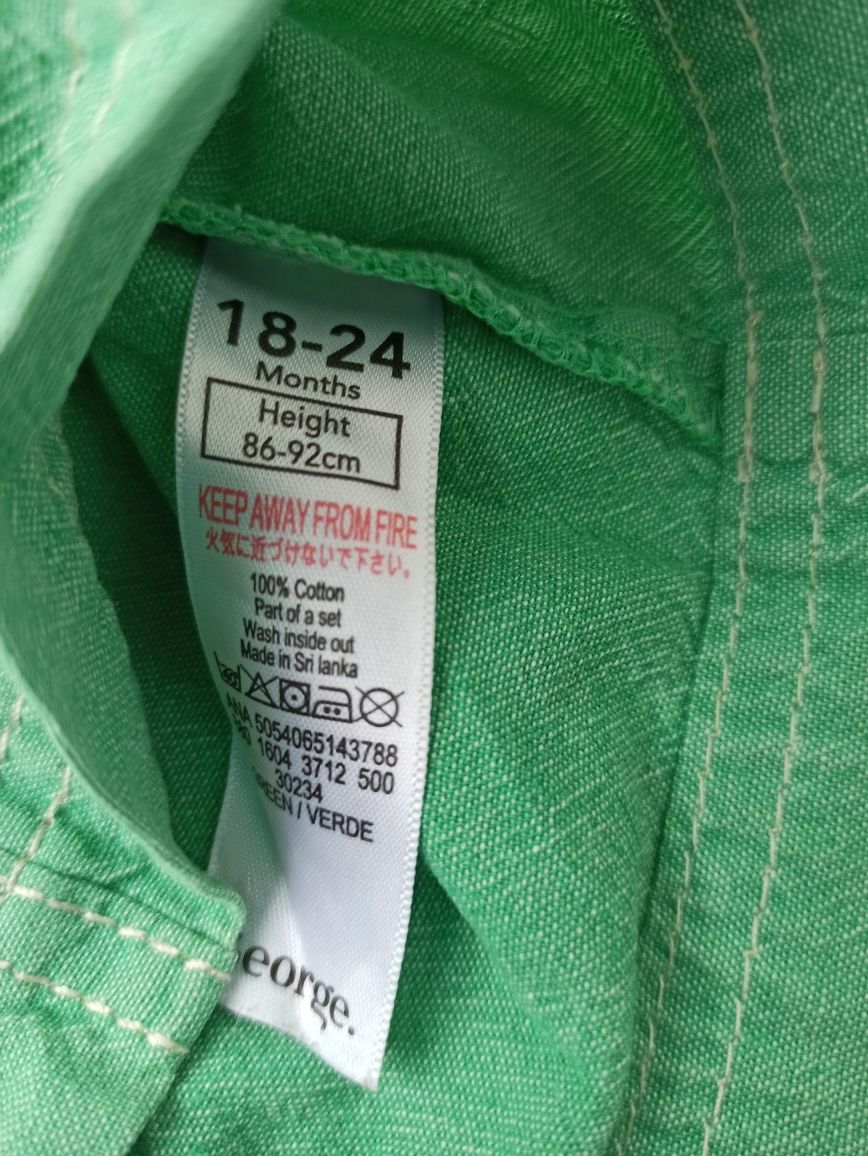 18-24
Months
Height
86-92cm
KEEP AWAY FROM FIRE
火気に近づけないで下さい。
100% Cotton
Part of a set
Wash inside out
Made in Sri lanka
5054065143788
1604 3712 500
30234
/ VERDE
eorge.